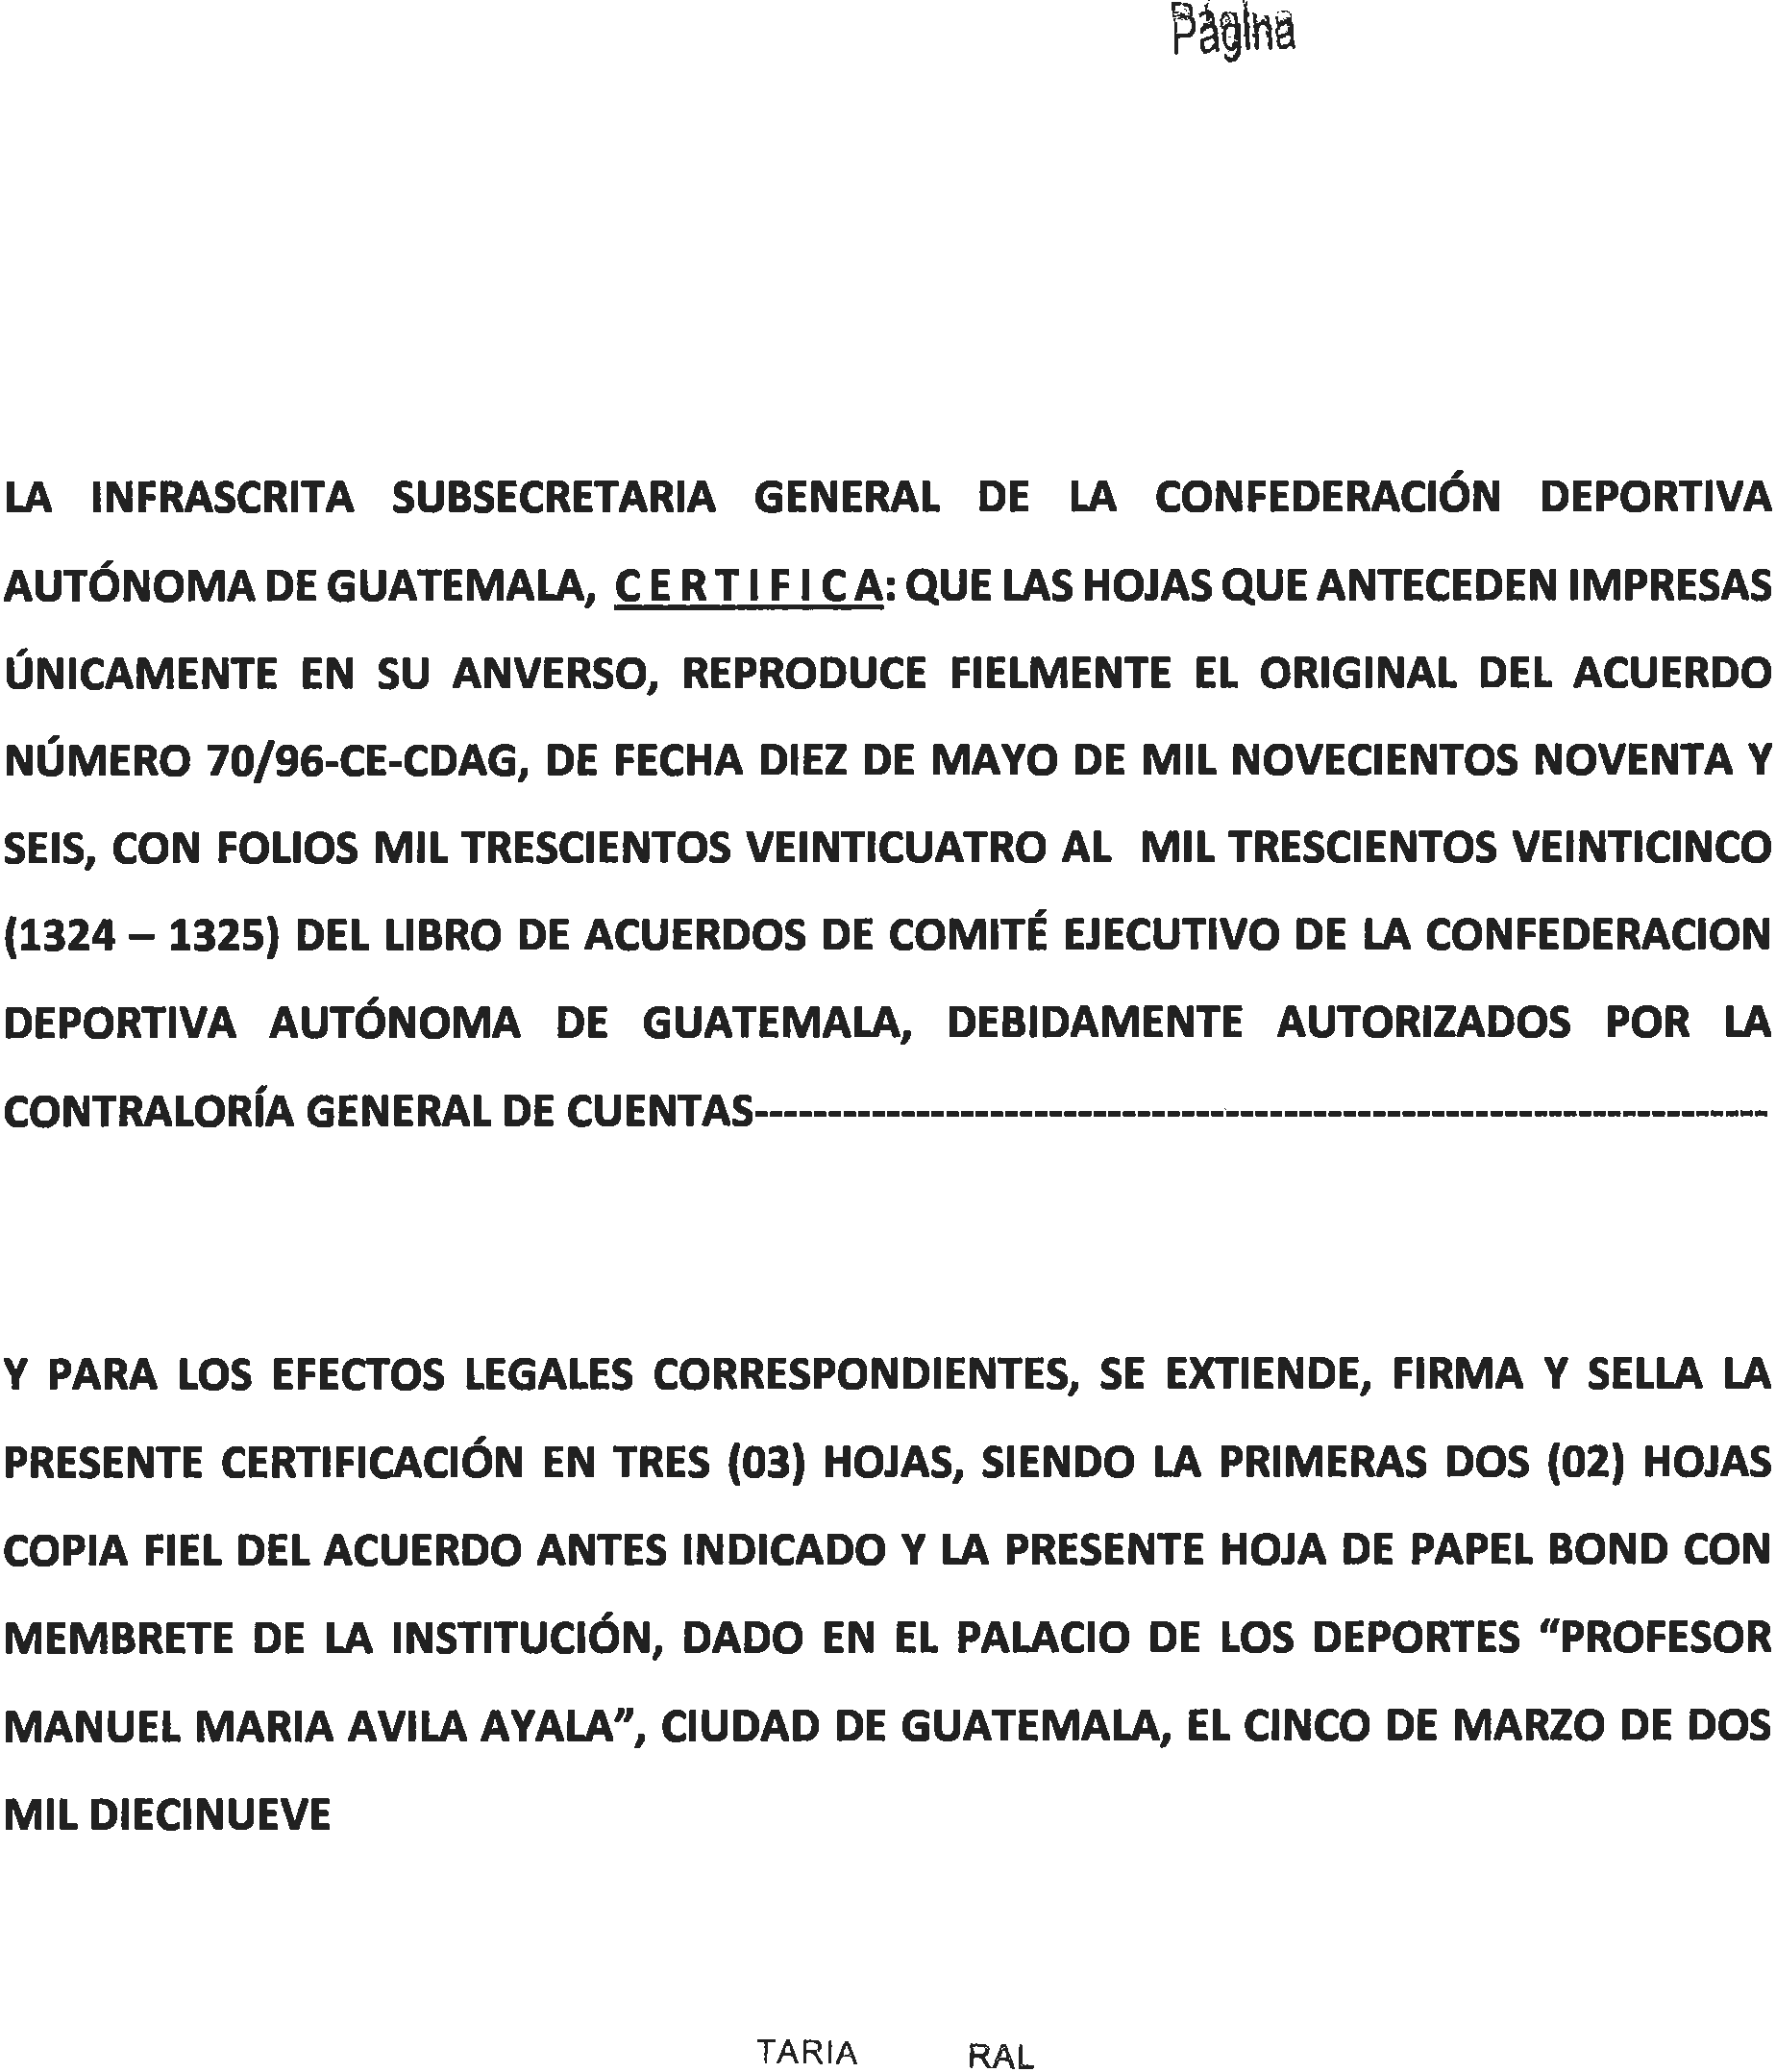 Página
LA INFRASCRITA SUBSECRETARIA GENERAL DE LA CONFEDERACIÓN DEPORTIVA
AUTÓNOMA DE GUATEMALA, C E R T I F I C A: QUE LAS HOJAS QUE ANTECEDEN IMPRESAS
ÚNICAMENTE EN SU ANVERSO, REPRODUCE FIELMENTE EL ORIGINAL DEL ACUERDO
NÚMERO 70/96-CE-CDAG, DE FECHA DIEZ DE MAYO DE MIL NOVECIENTOS NOVENTA Y
SEIS, CON FOLIOS MIL TRESCIENTOS VEINTICUATRO AL MIL TRESCIENTOS VEINTICINCO
(1324 – 1325) DEL LIBRO DE ACUERDOS DE COMITÉ EJECUTIVO DE LA CONFEDERACION
DEPORTIVA AUTÓNOMA DE GUATEMALA, DEBIDAMENTE AUTORIZADOS POR LA
CONTRALORÍA GENERAL DE CUENTAS----------------------------------------------------------------------
Y PARA LOS EFECTOS LEGALES CORRESPONDIENTES, SE EXTIENDE, FIRMA Y SELLA LA
PRESENTE CERTIFICACIÓN EN TRES (03) HOJAS, SIENDO LA PRIMERAS DOS (02) HOJAS
COPIA FIEL DEL ACUERDO ANTES INDICADO Y LA PRESENTE HOJA DE PAPEL BOND CON
MEMBRETE DE LA INSTITUCIÓN, DADO EN EL PALACIO DE LOS DEPORTES “PROFESOR
MANUEL MARIA AVILA AYALA”, CIUDAD DE GUATEMALA, EL CINCO DE MARZO DE DOS
MIL DIECINUEVE
TARIA RAL